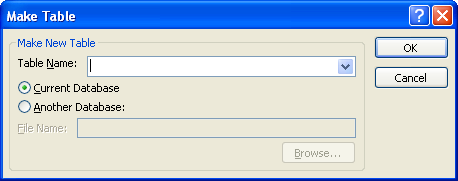 Make Table
Make New Table
Table Name:
OK
Current Database
Cancel
Another Database:
File Name:
Browse...